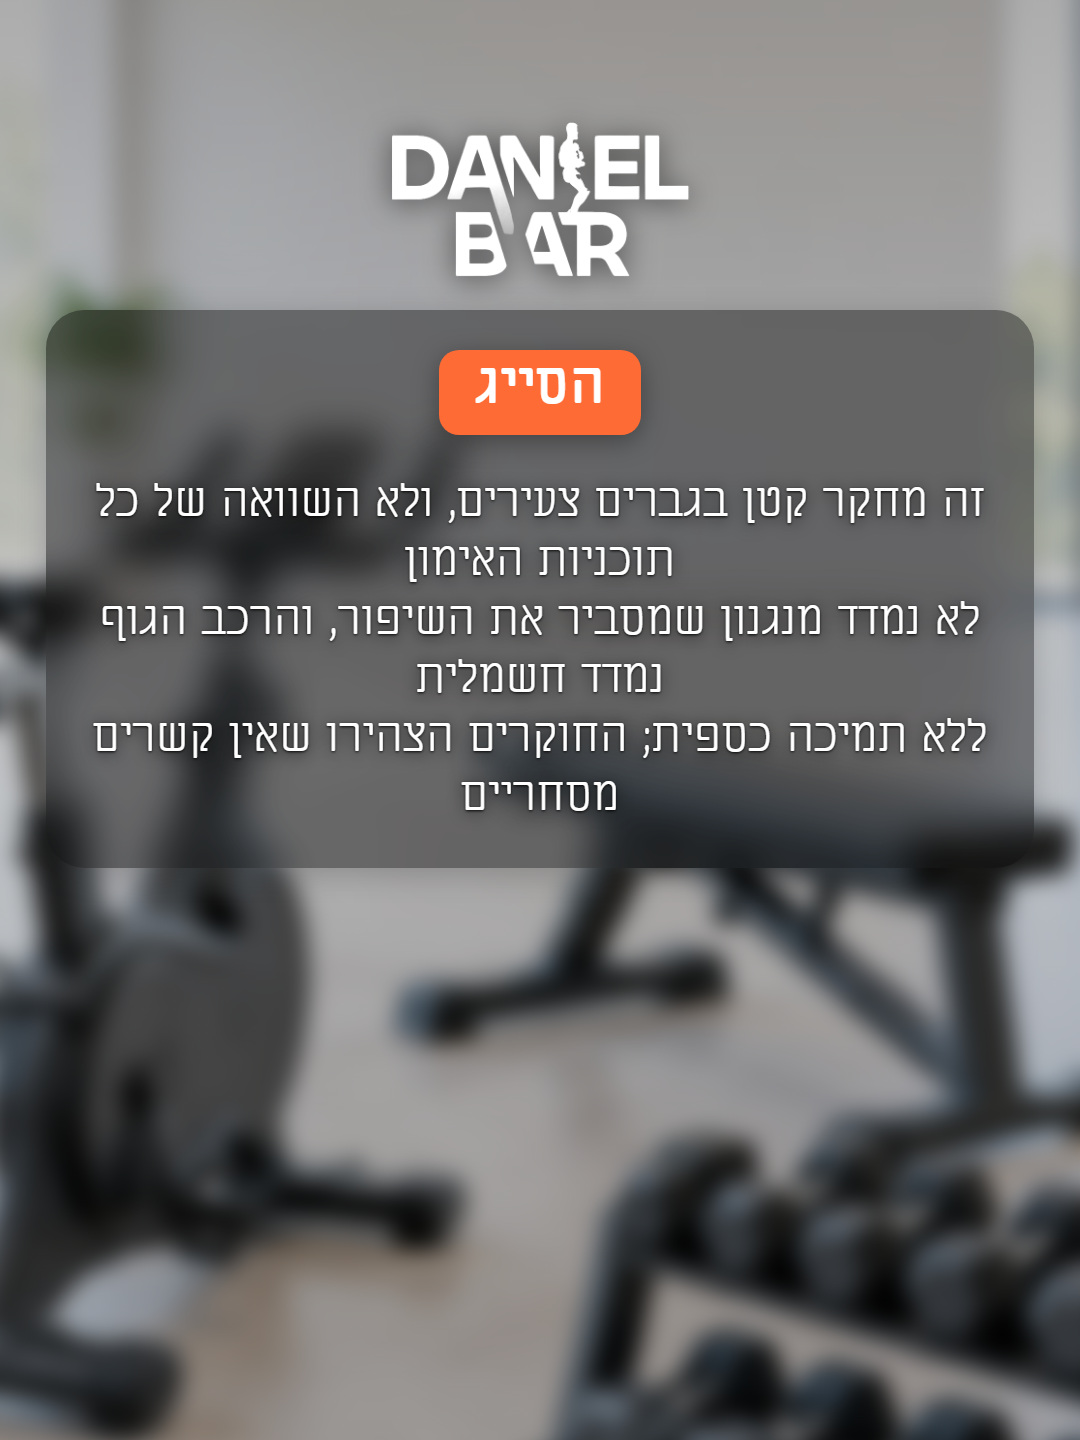 DANIEL
BAR
הסייג
זה מחקר קטן בגברים צעירים, ולא השוואה של כל
תוכניות האימון
לא נמדד מנגנון שמסביר את השיפור, והרכב הגוף
נמדד חשמלית
ללא תמיכה כספית; החוקרים הצהירו שאין קשרים
מסחריים